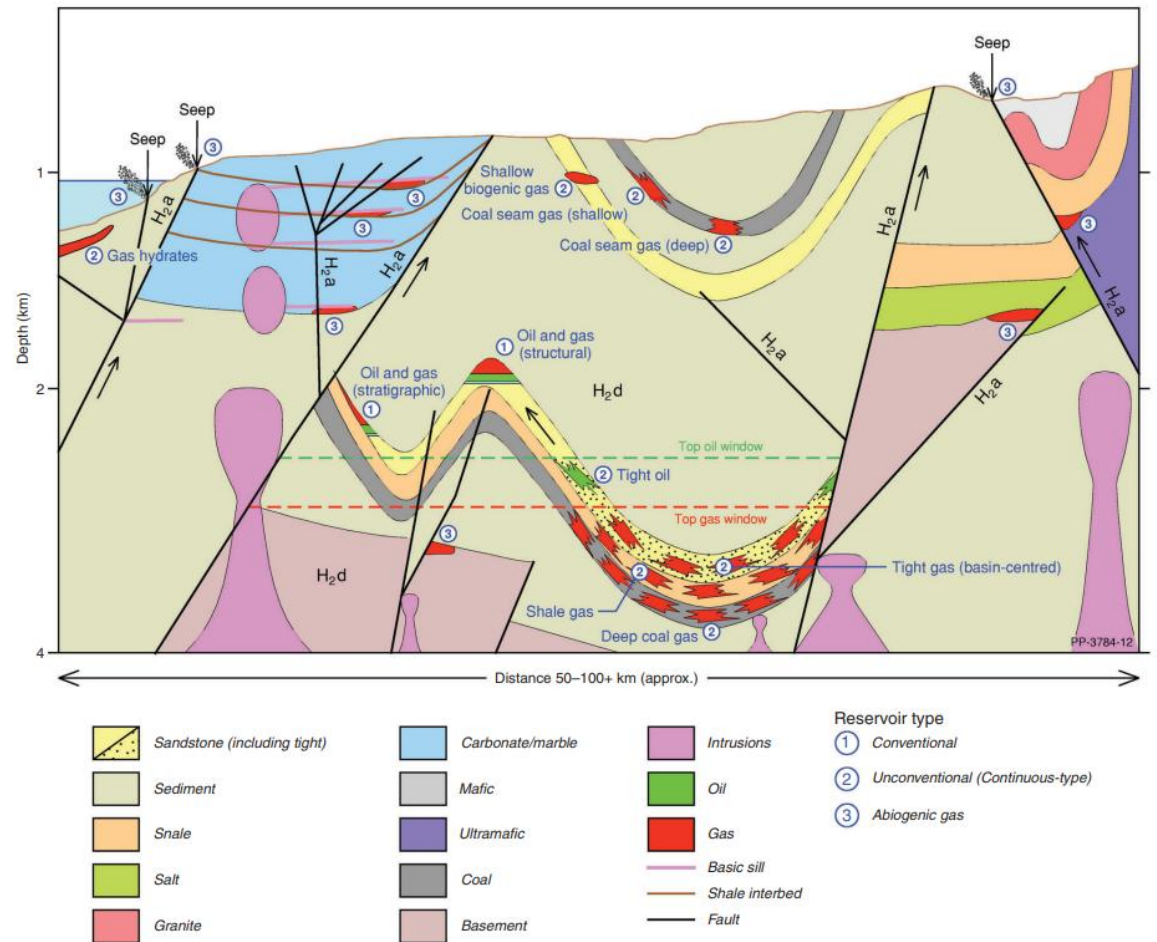 Seep
Seep
Seep
3
3
3
1
2
4
Depth (km)
H₂a
2 Gas hydrates
3
3
3
H₂a
H₂a
Shallow
biogenic gas
2
Coal seam gas (shallow)
2
Coal seam gas (deep)
2
H₂a
3
H₂a
3
H₂a
H₂a
Oil and gas
(structural)
1
Oil and gas
(stratigraphic)
1
H₂d
Top oil window
2 Tight oil
Top gas window
3
H₂d
2
2
Tight gas (basin-centred)
Shale gas
Deep coal gas 2
PP-3784-12
Distance 50–100+ km (approx.)
Sandstone (including tight)
Sediment
Snale
Salt
Granite
Carbonate/marble
Mafic
Ultramafic
Coal
Basement
Intrusions
Oil
Gas
Basic sill
Shale interbed
Fault
Reservoir type
1 Conventional
2 Unconventional (Continuous-type)
3 Abiogenic gas